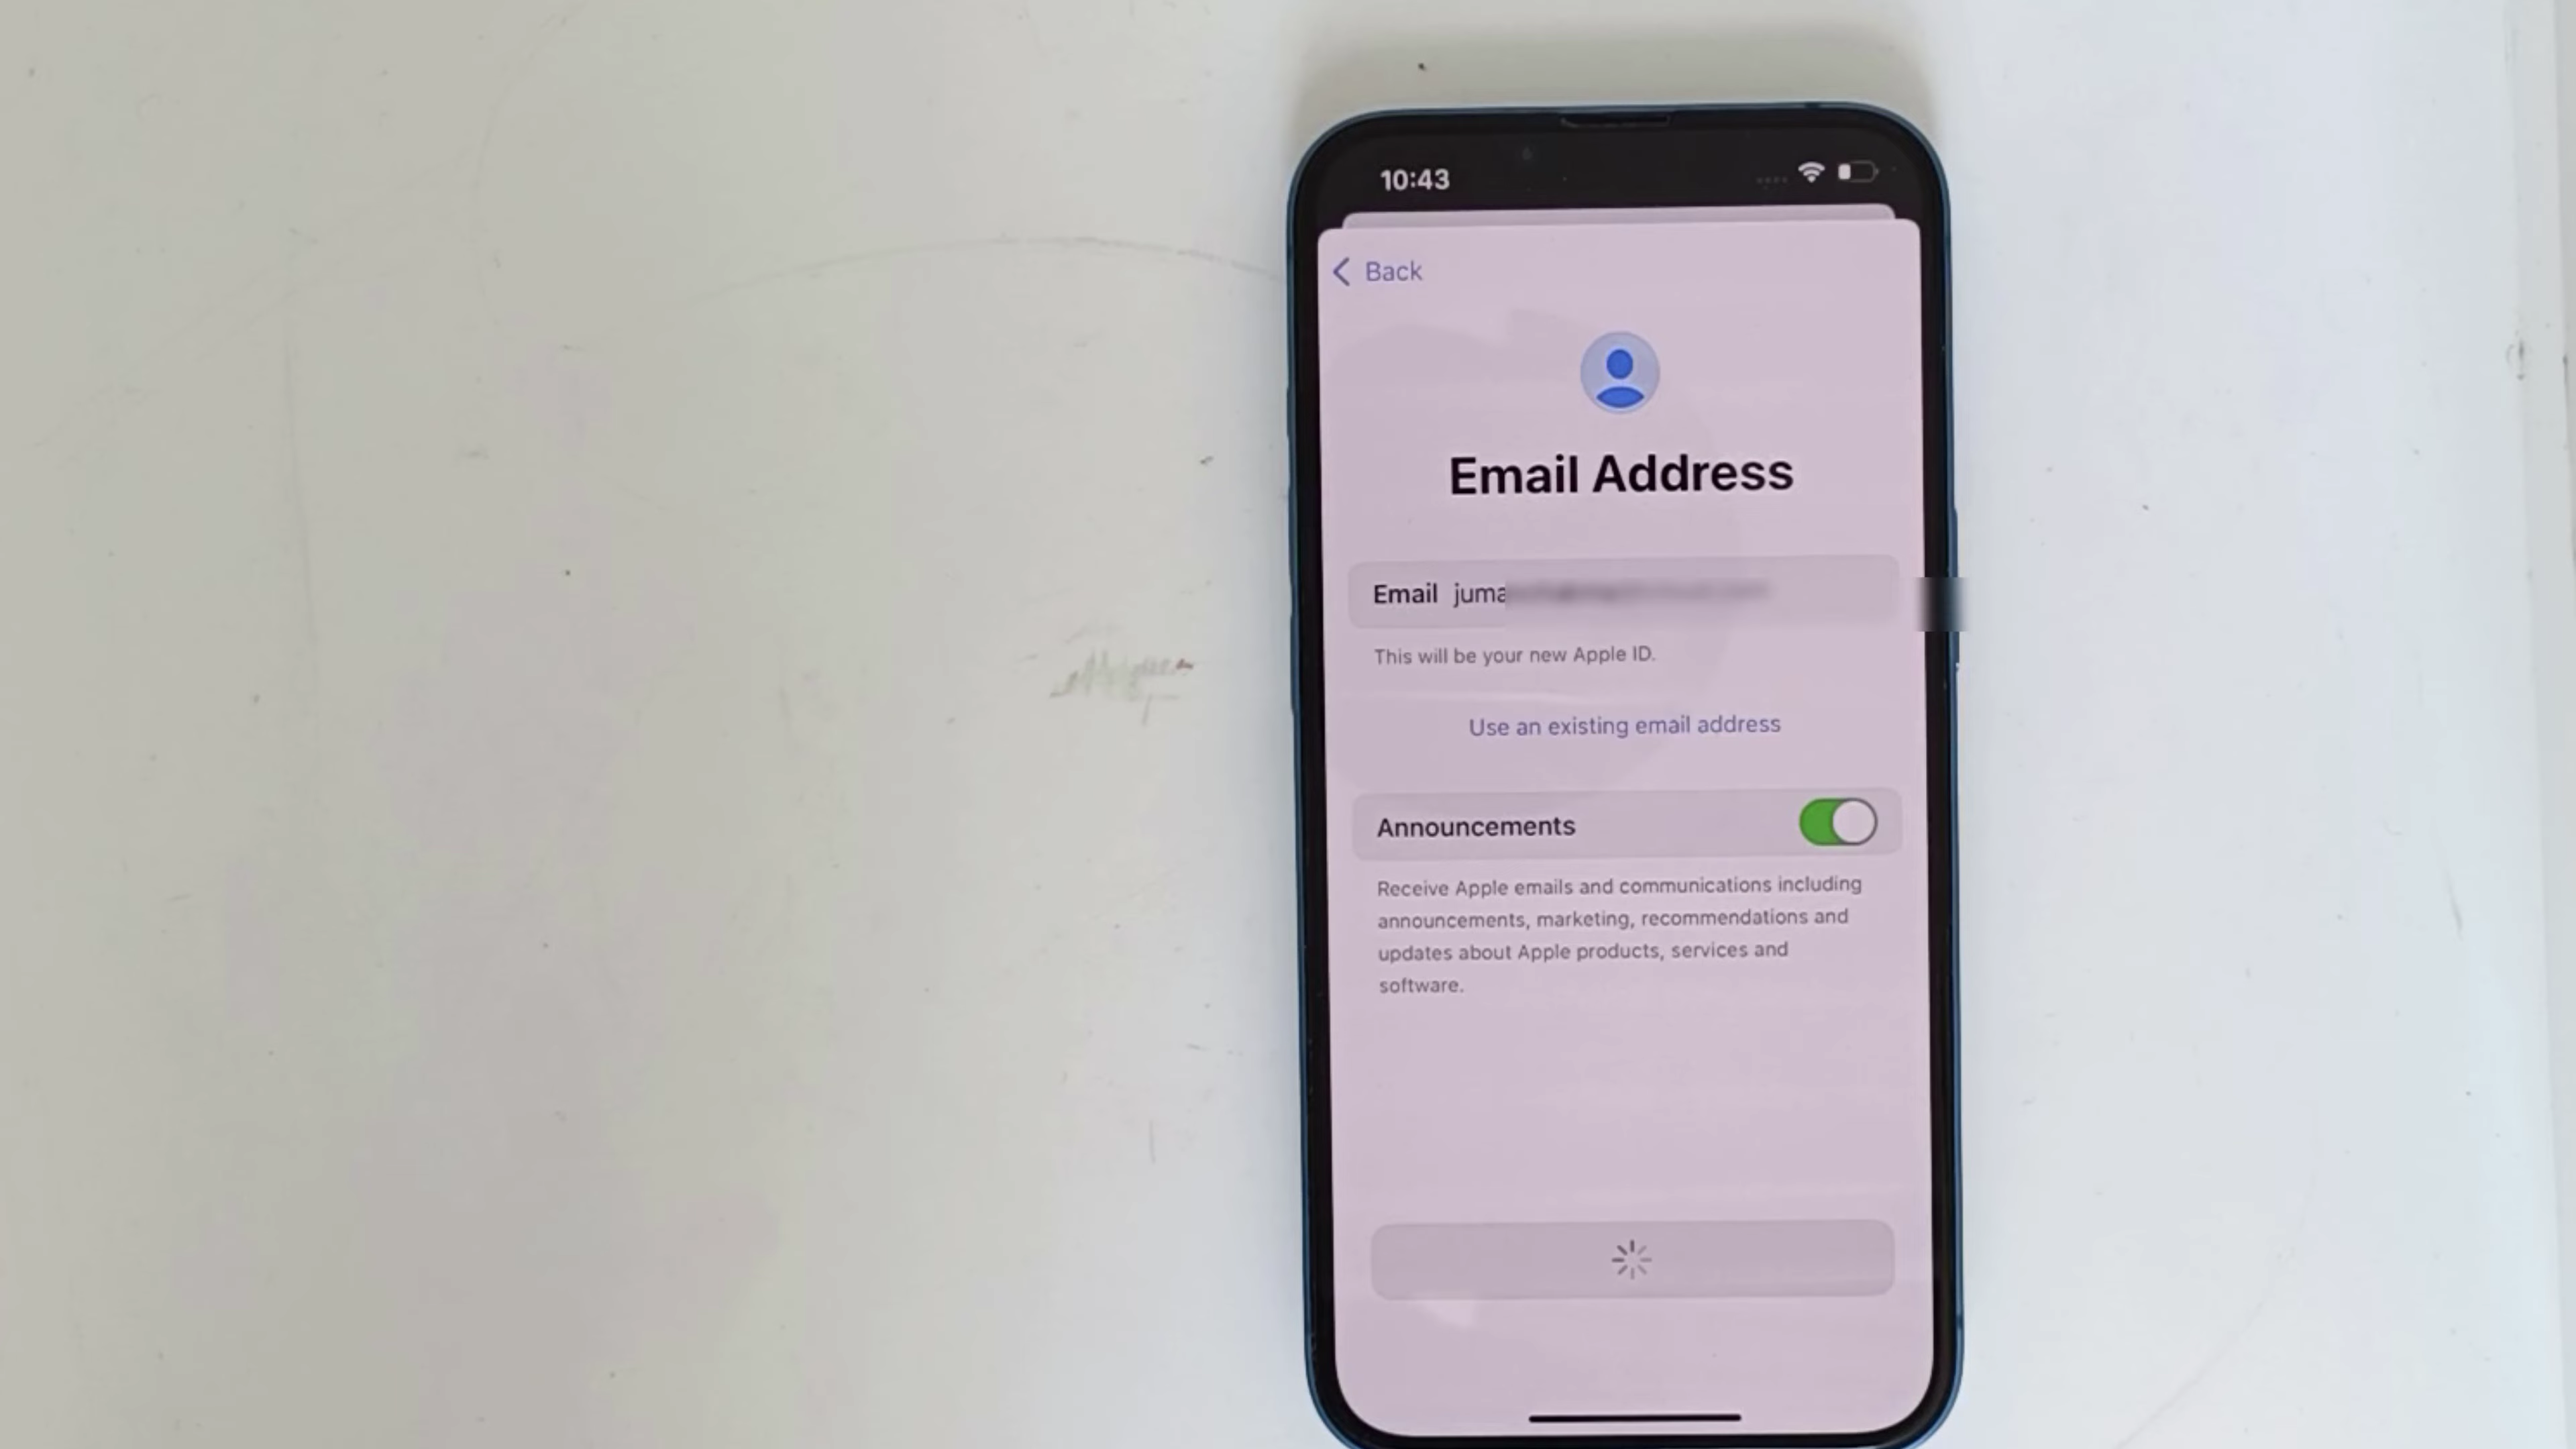 10:43
Back
Email Address
Email juma
This will be your new Apple ID.
Use an existing email address
Announcements
Receive Apple emails and communications including
announcements, marketing, recommendations and
updates about Apple products, services and
software.